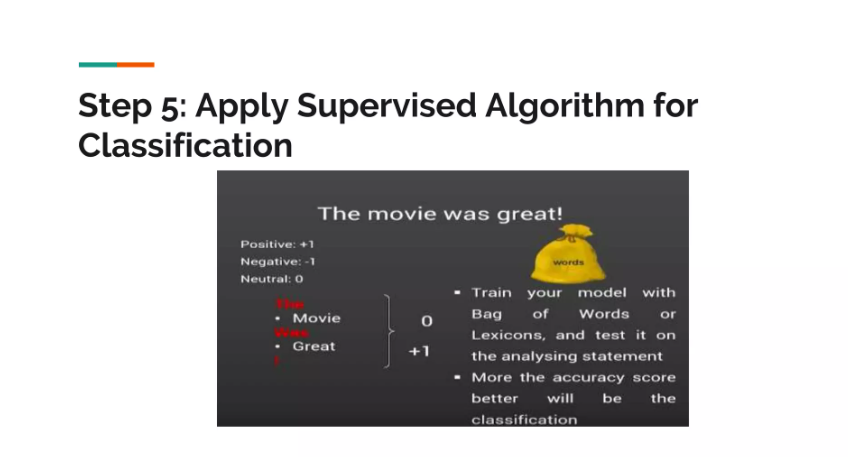 Step 5: Apply Supervised Algorithm for
Classification
The movie was great!
Positive: +1
Negative: -1
Neutral: 0
The
• Movie
Was
• Great
!
0
+1
words
▪ Train your model with
Bag of Words or
Lexicons, and test it on
the analysing statement
▪ More the accuracy score
better will be the
classification